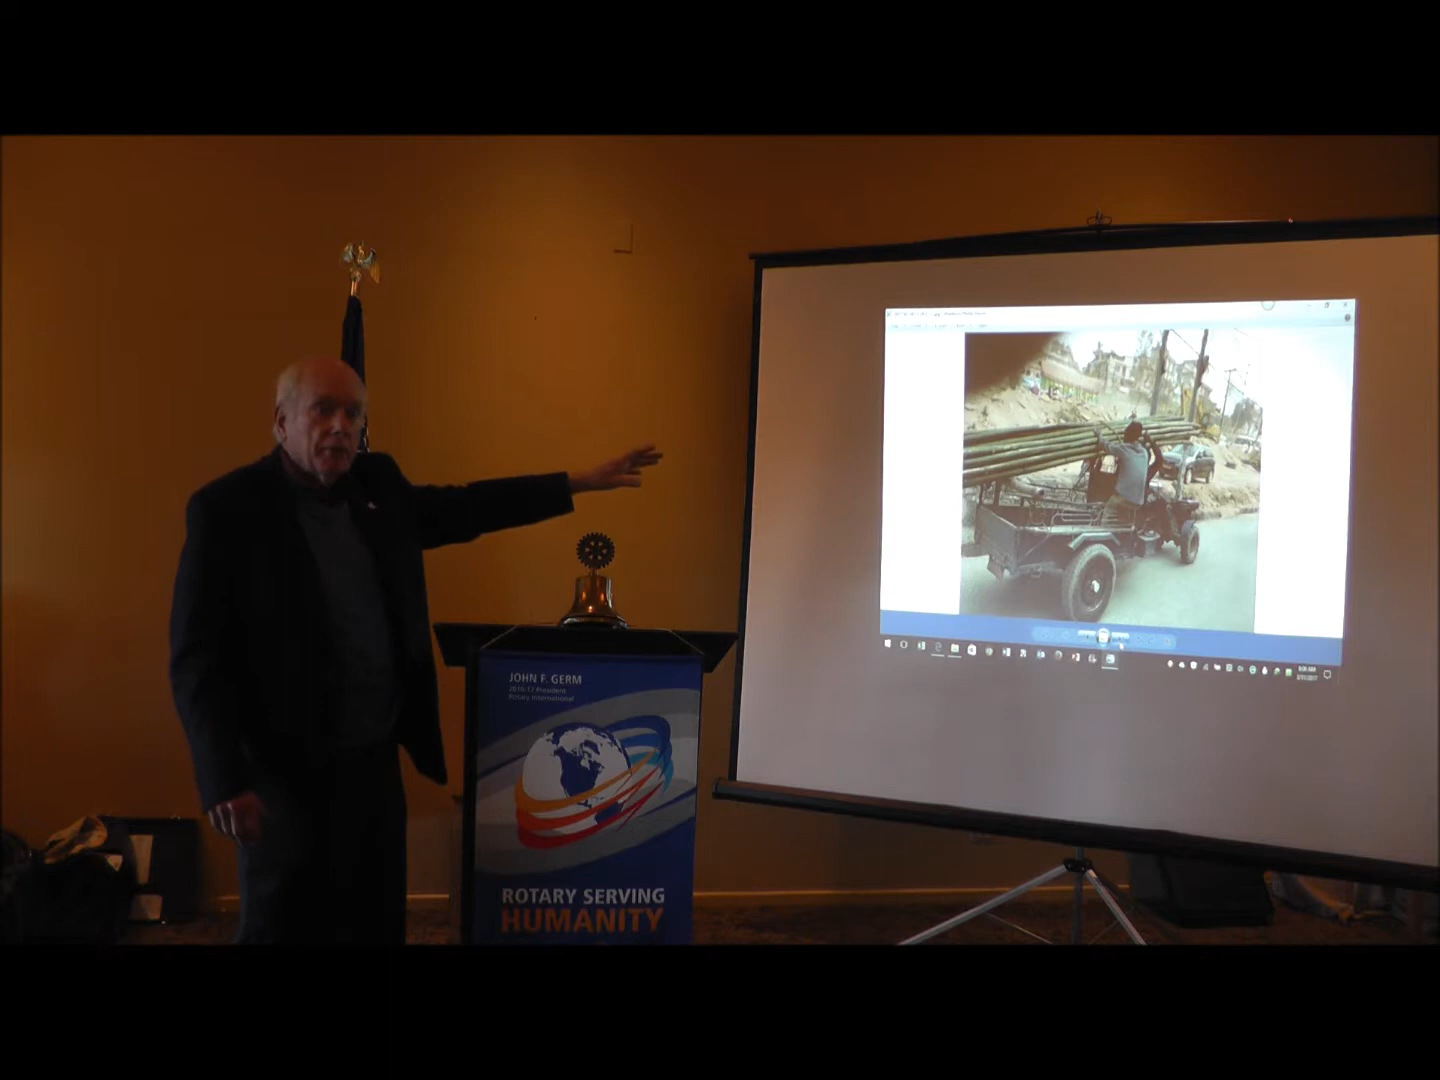 JOHN F. GERM
2016-17 President
Rotary International
ROTARY SERVING
HUMANITY